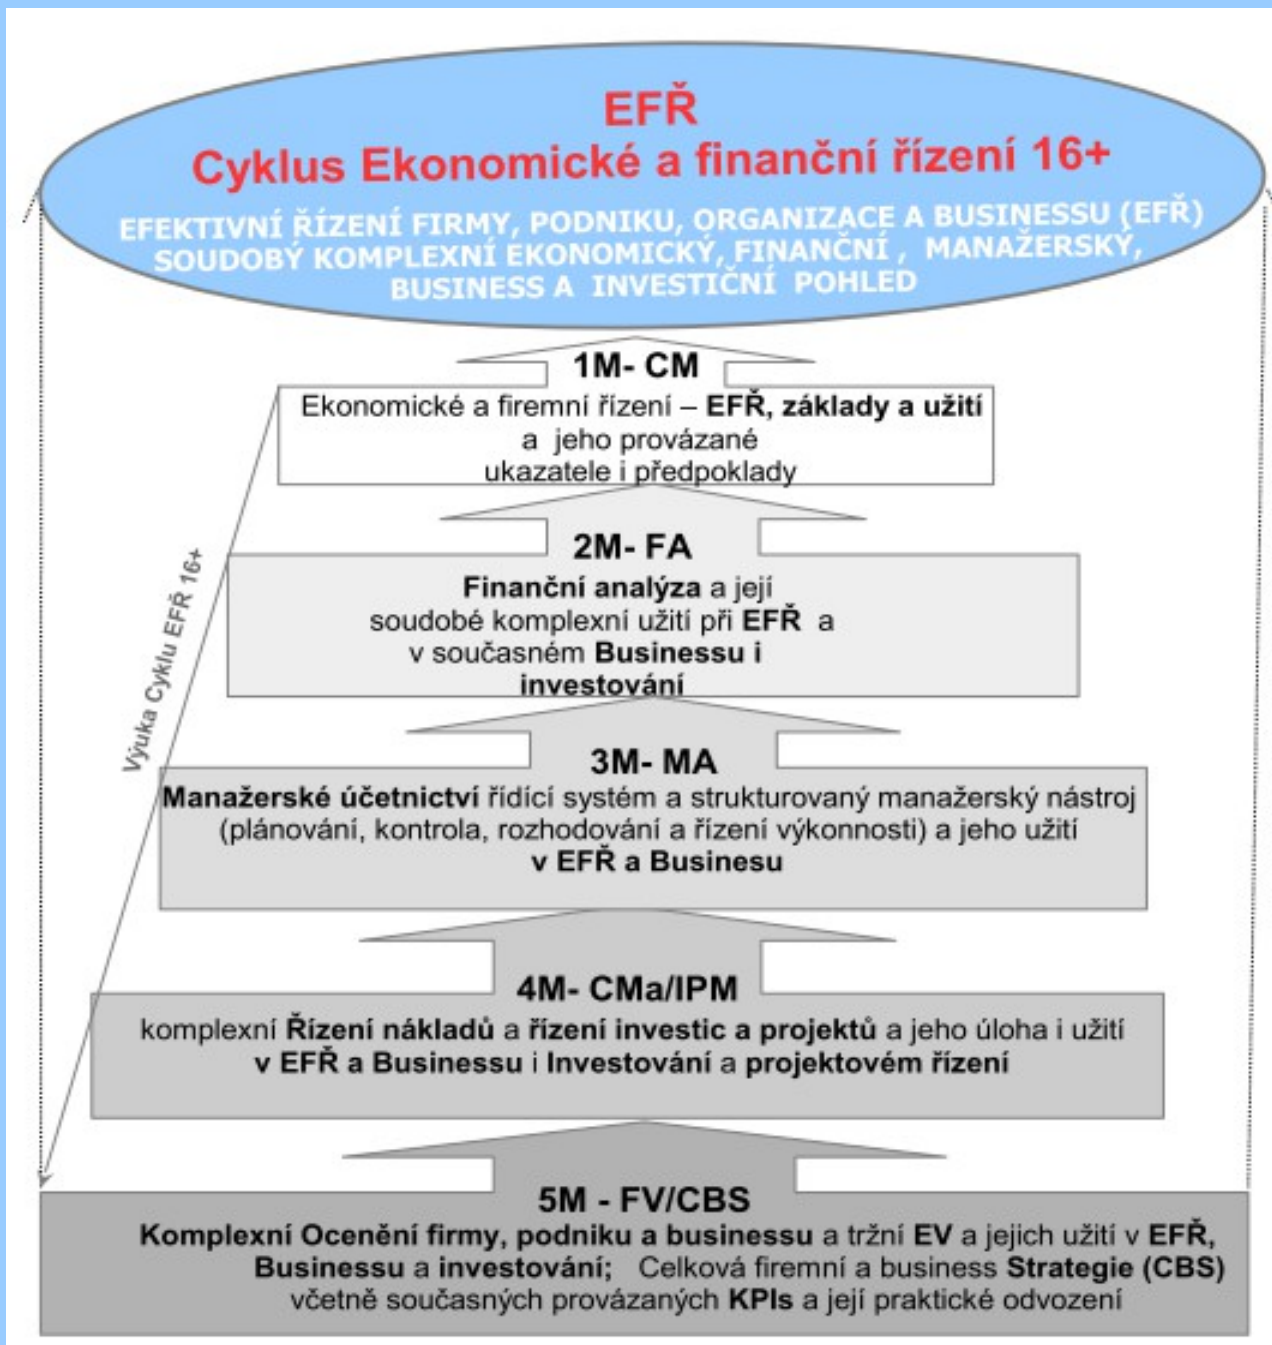 EFŘ
Cyklus Ekonomické a finanční řízení 16+
EFEKTIVNÍ ŘÍZENÍ FIRMY, PODNIKU, ORGANIZACE A BUSINESSU (EFŘ)
SOUDOBÝ KOMPLEXNÍ EKONOMICKÝ, FINANČNÍ , MANAŽERSKÝ,
BUSINESS A INVESTIČNÍ POHLED
1M- CM
Ekonomické a firemní řízení – EFŘ, základy a užití
a jeho provázané
ukazatele i předpoklady
Výuka Cyklu EFŘ 16+
2M- FA
Finanční analýza a její
soudobé komplexní užití při EFŘ a
v současném Businessu i
investování
3M- MA
Manažerské účetnictví řídící systém a strukturovaný manažerský nástroj
(plánování, kontrola, rozhodování a řízení výkonnosti) a jeho užití
v EFŘ a Businesu
4M- CMa/IPM
komplexní Řízení nákladů a řízení investic a projektů a jeho úloha i užití
v EFŘ a Businessu i Investování a projektovém řízení
5M - FV/CBS
Komplexní Ocenění firmy, podniku a businessu a tržní EV a jejich užití v EFŘ,
Businessu a investování; Celková firemní a business Strategie (CBS)
včetně současných provázaných KPIs a její praktické odvození